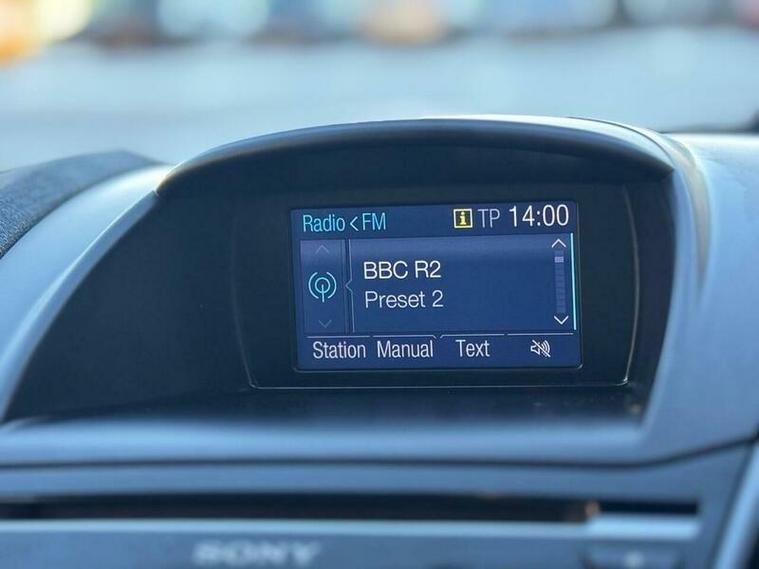 Radio < FM i TP 14:00
BBC R2
Preset 2
Station Manual Text
SONY